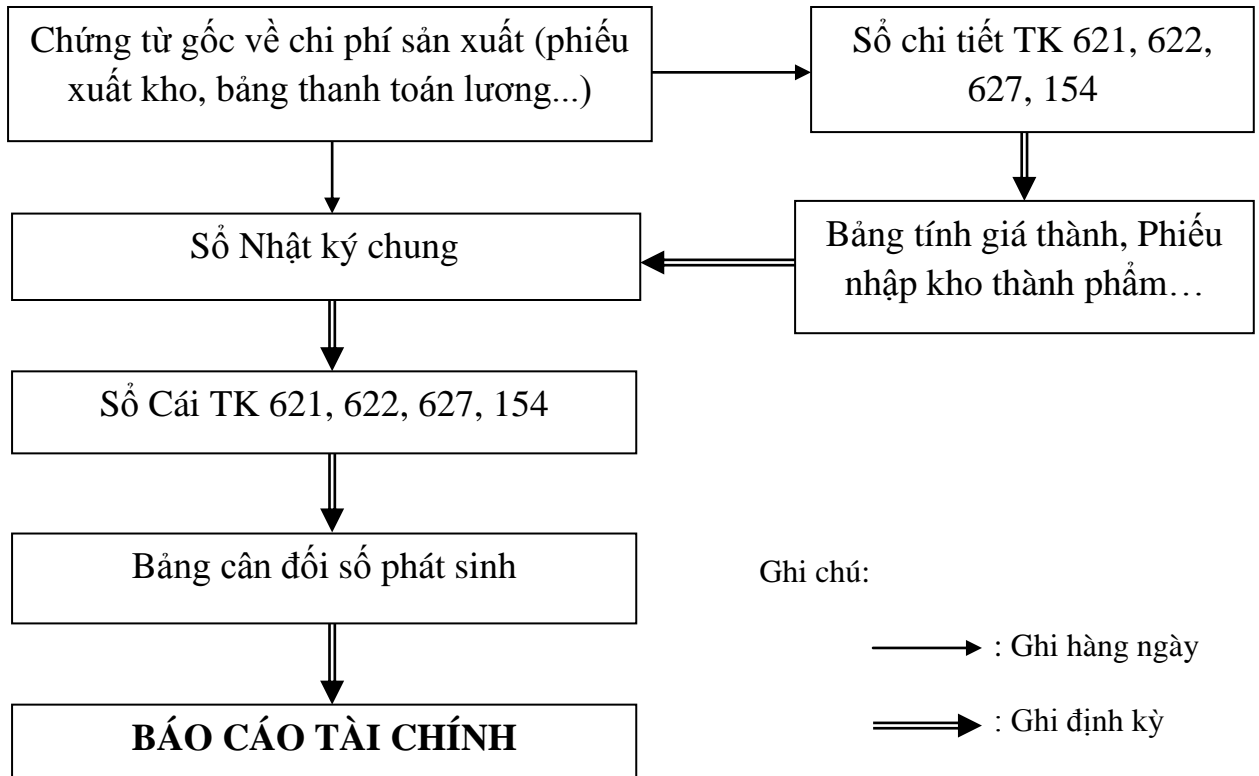 Chứng từ gốc về chi phí sản xuất (phiếu
xuất kho, bảng thanh toán lương...)
Sổ chi tiết TK 621, 622,
627, 154
Sổ Nhật ký chung
Bảng tính giá thành, Phiếu
nhập kho thành phẩm…
Sổ Cái TK 621, 622, 627, 154
Bảng cân đối số phát sinh
Ghi chú:
: Ghi hàng ngày
: Ghi định kỳ
BÁO CÁO TÀI CHÍNH